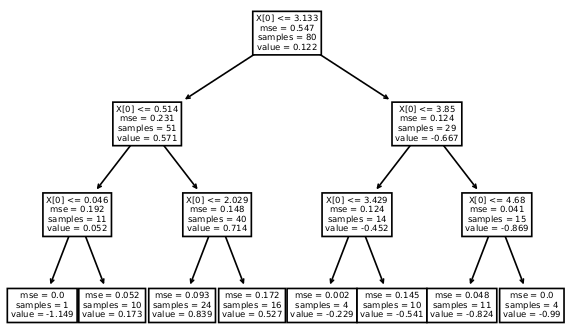 X[0] <= 3.133
mse = 0.547
samples = 80
value = 0.122
X[0] <= 0.514
mse = 0.231
samples = 51
value = 0.571
X[0] <= 3.85
mse = 0.124
samples = 29
value = -0.667
X[0] <= 0.046
mse = 0.192
samples = 11
value = 0.052
X[0] <= 2.029
mse = 0.148
samples = 40
value = 0.714
X[0] <= 3.429
mse = 0.124
samples = 14
value = -0.452
X[0] <= 4.68
mse = 0.041
samples = 15
value = -0.869
mse = 0.0
samples = 1
value = -1.149
mse = 0.052
samples = 10
value = 0.173
mse = 0.093
samples = 24
value = 0.839
mse = 0.172
samples = 16
value = 0.527
mse = 0.002
samples = 4
value = -0.229
mse = 0.145
samples = 10
value = -0.541
mse = 0.048
samples = 11
value = -0.824
mse = 0.0
samples = 4
value = -0.99